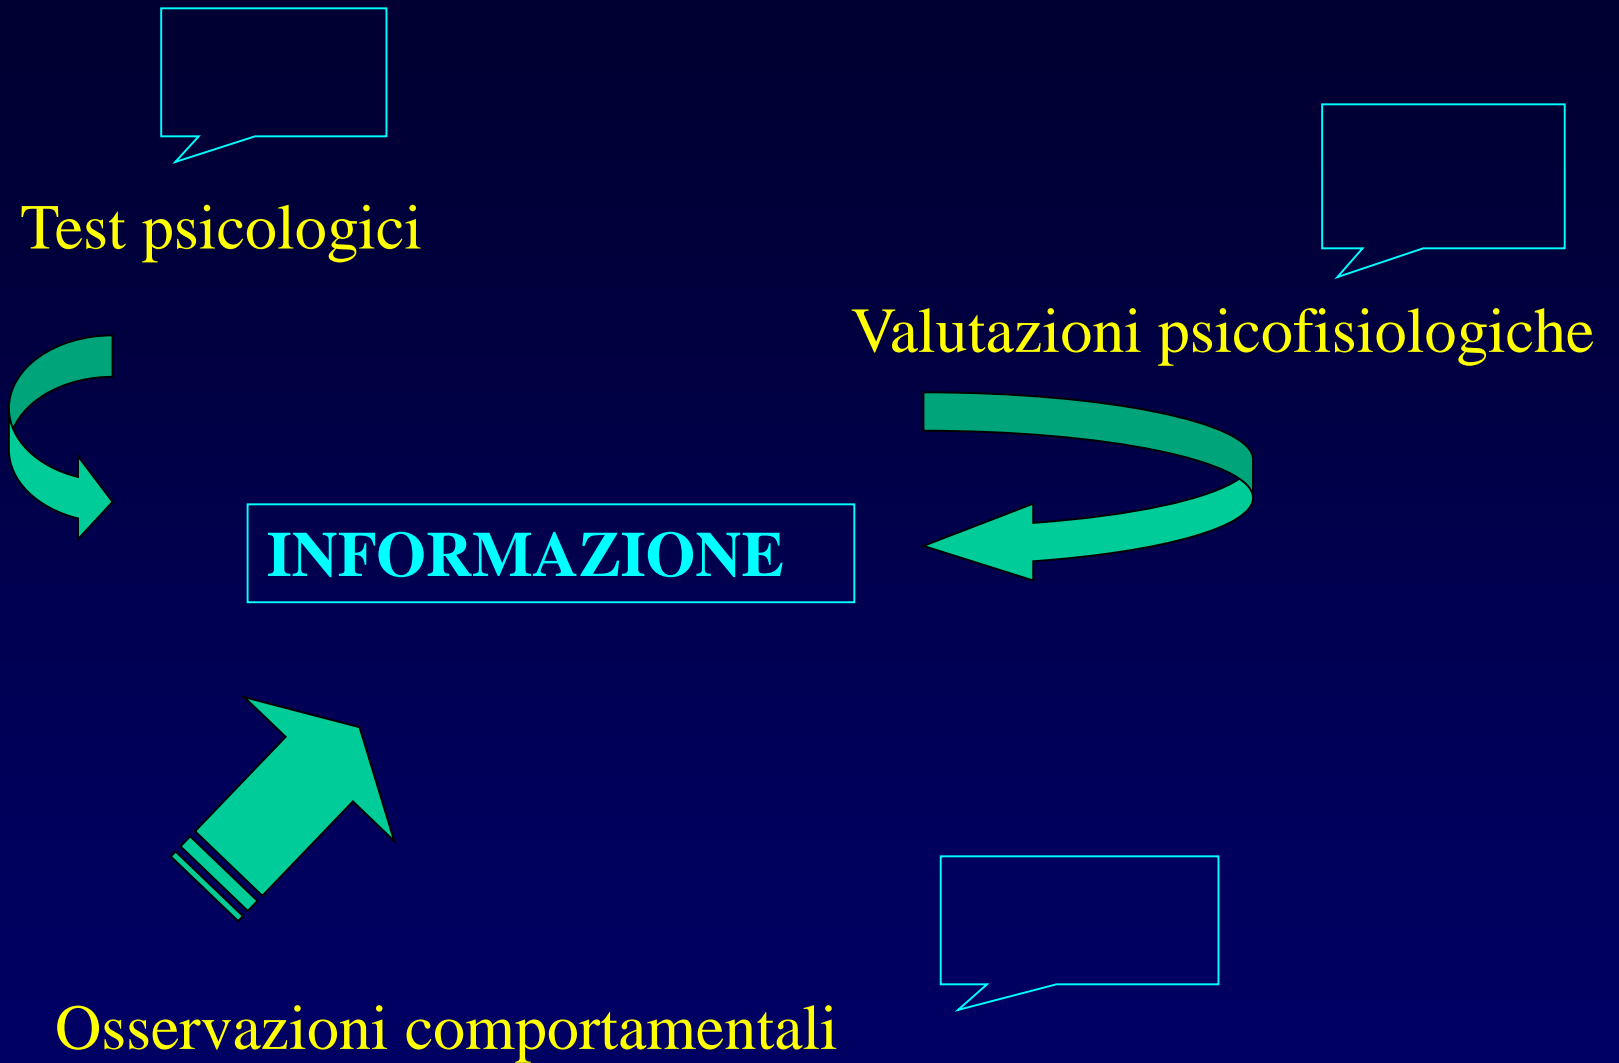 Test psicologici
Valutazioni psicofisiologiche
INFORMAZIONE
Osservazioni comportamentali